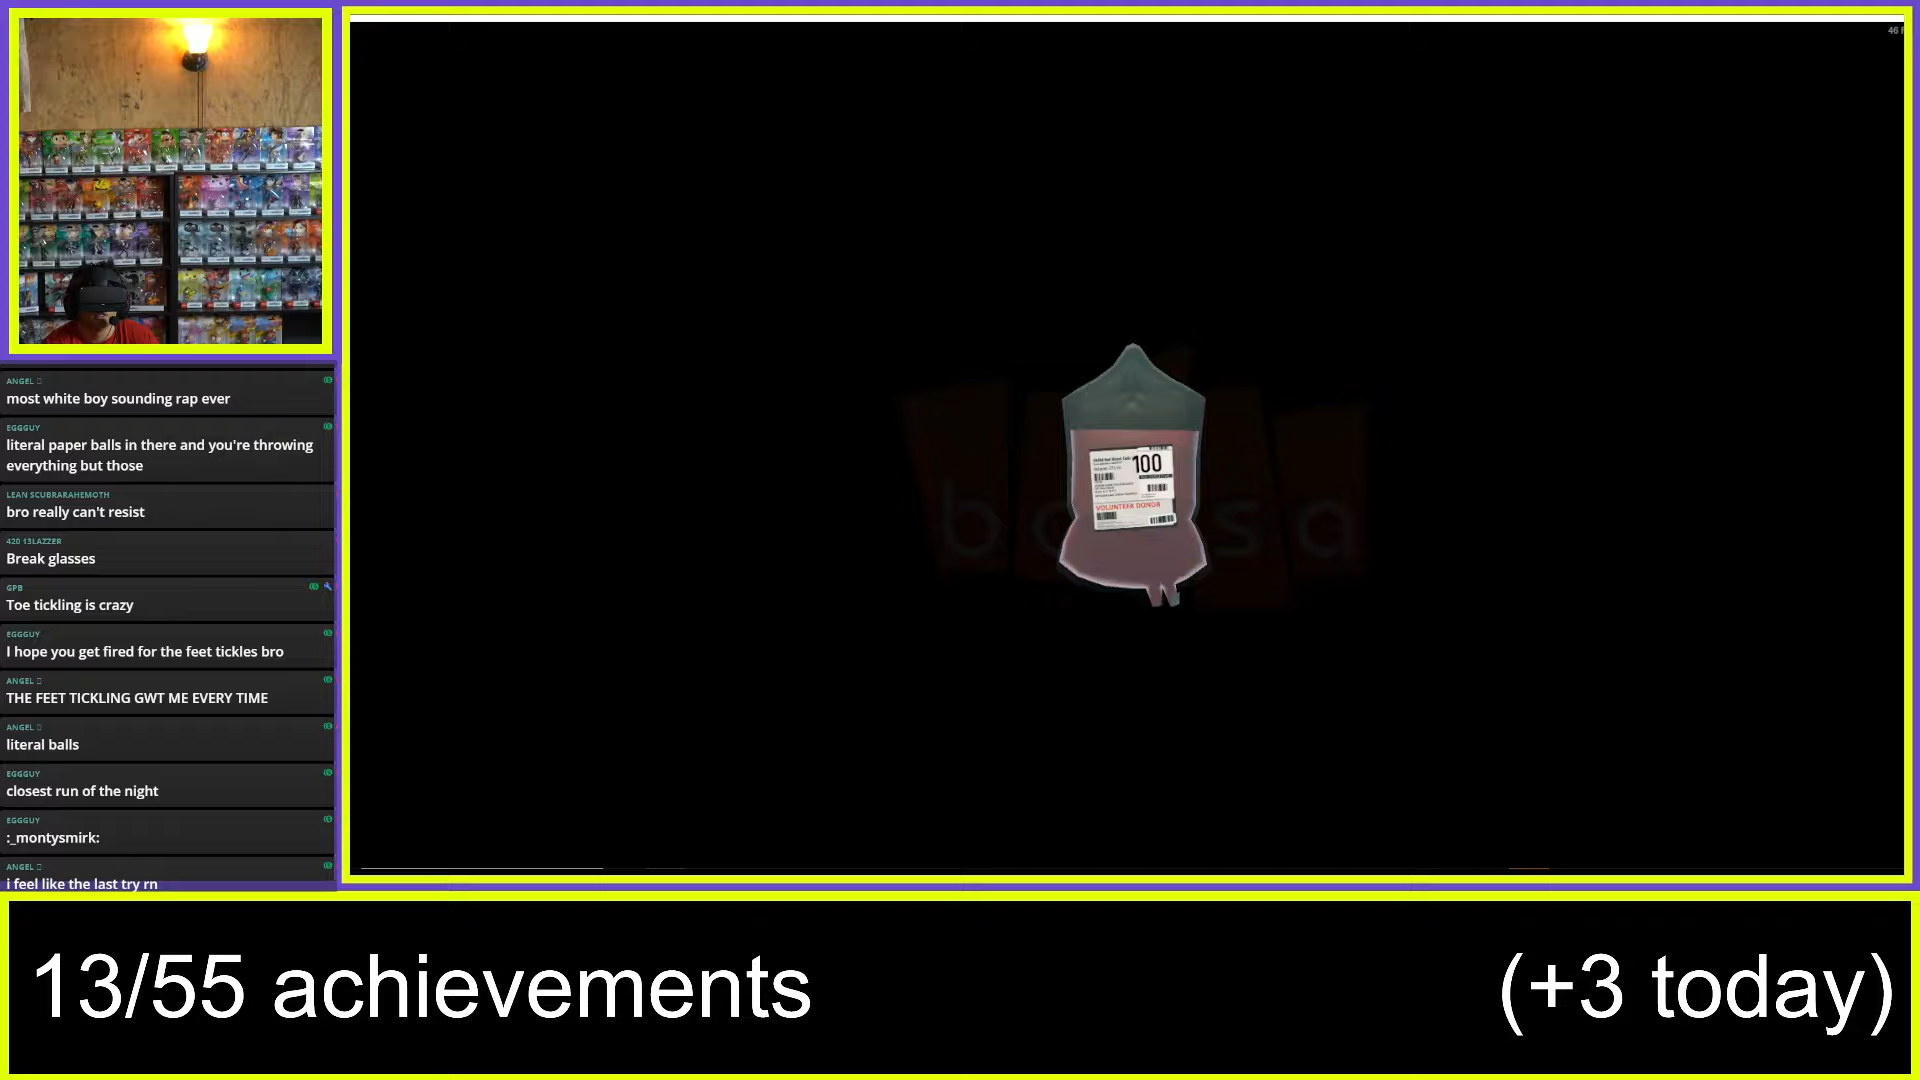 46
ANGEL
most white boy sounding rap ever
EGGGUY
literal paper balls in there and you're throwing
everything but those
LEAN SCUBRARAHEMOTH
bro really can't resist
420 13LAZZER
Break glasses
GPB
Toe tickling is crazy
EGGGUY
I hope you get fired for the feet tickles bro
ANGEL
THE FEET TICKLING GWT ME EVERY TIME
ANGEL
literal balls
EGGGUY
closest run of the night
EGGGUY
:_montysmirk:
ANGEL
i feel like the last try rn
100
VOLUNTEER DONOR
13/55 achievements
(+3 today)